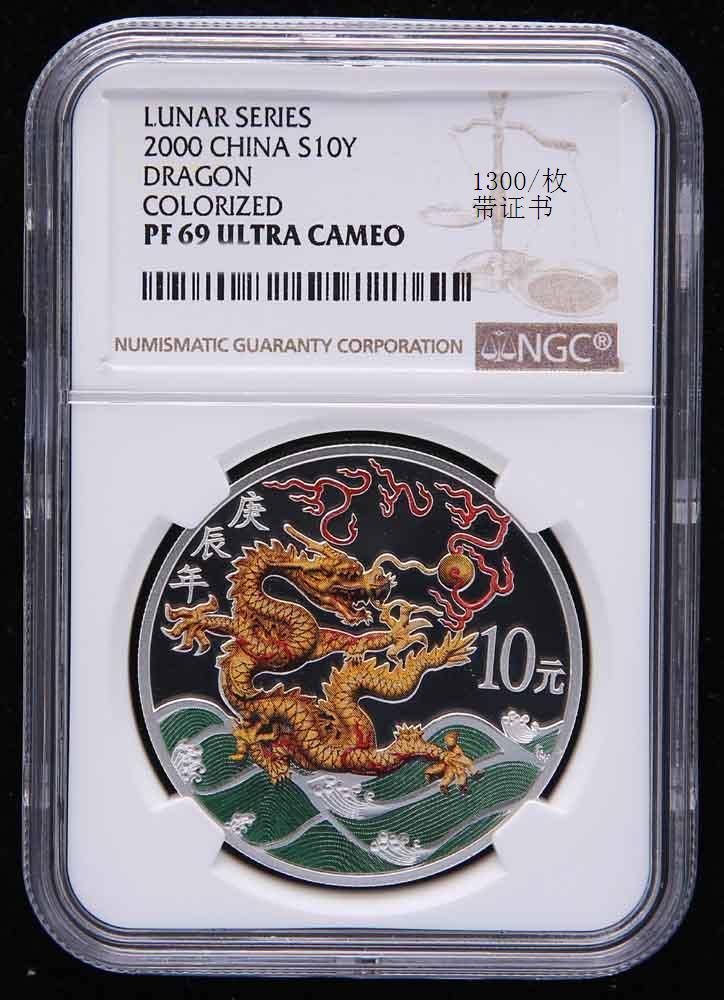 LUNAR SERIES
2000 CHINA S10Y
DRAGON
COLORIZED
PF 69 ULTRA CAMEO
1300/枚
带证书
NUMISMATIC GUARANTY CORPORATION
NGC®
庚辰年
10元